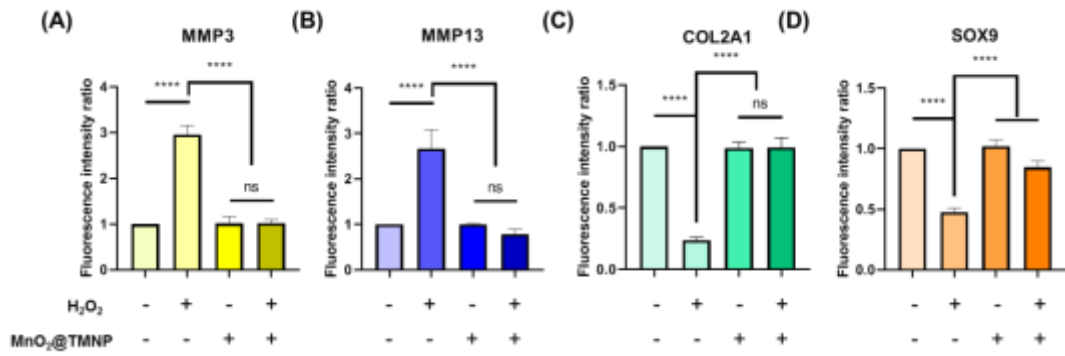 (A) (B) (C) (D)
MMP3 MMP13 COL2A1 SOX9
Fluorescence intensity ratio
4
3
2
1
0
**** **** ns
Fluorescence intensity ratio
4
3
2
1
0
**** **** ns
Fluorescence intensity ratio
1.5
1.0
0.5
0.0
**** **** ns
Fluorescence intensity ratio
1.5
1.0
0.5
0.0
**** ****
H₂O₂ - + - + - + - + - + - + - + - +
MnO₂@TMNP - - + + - - + + - - + + - - + +